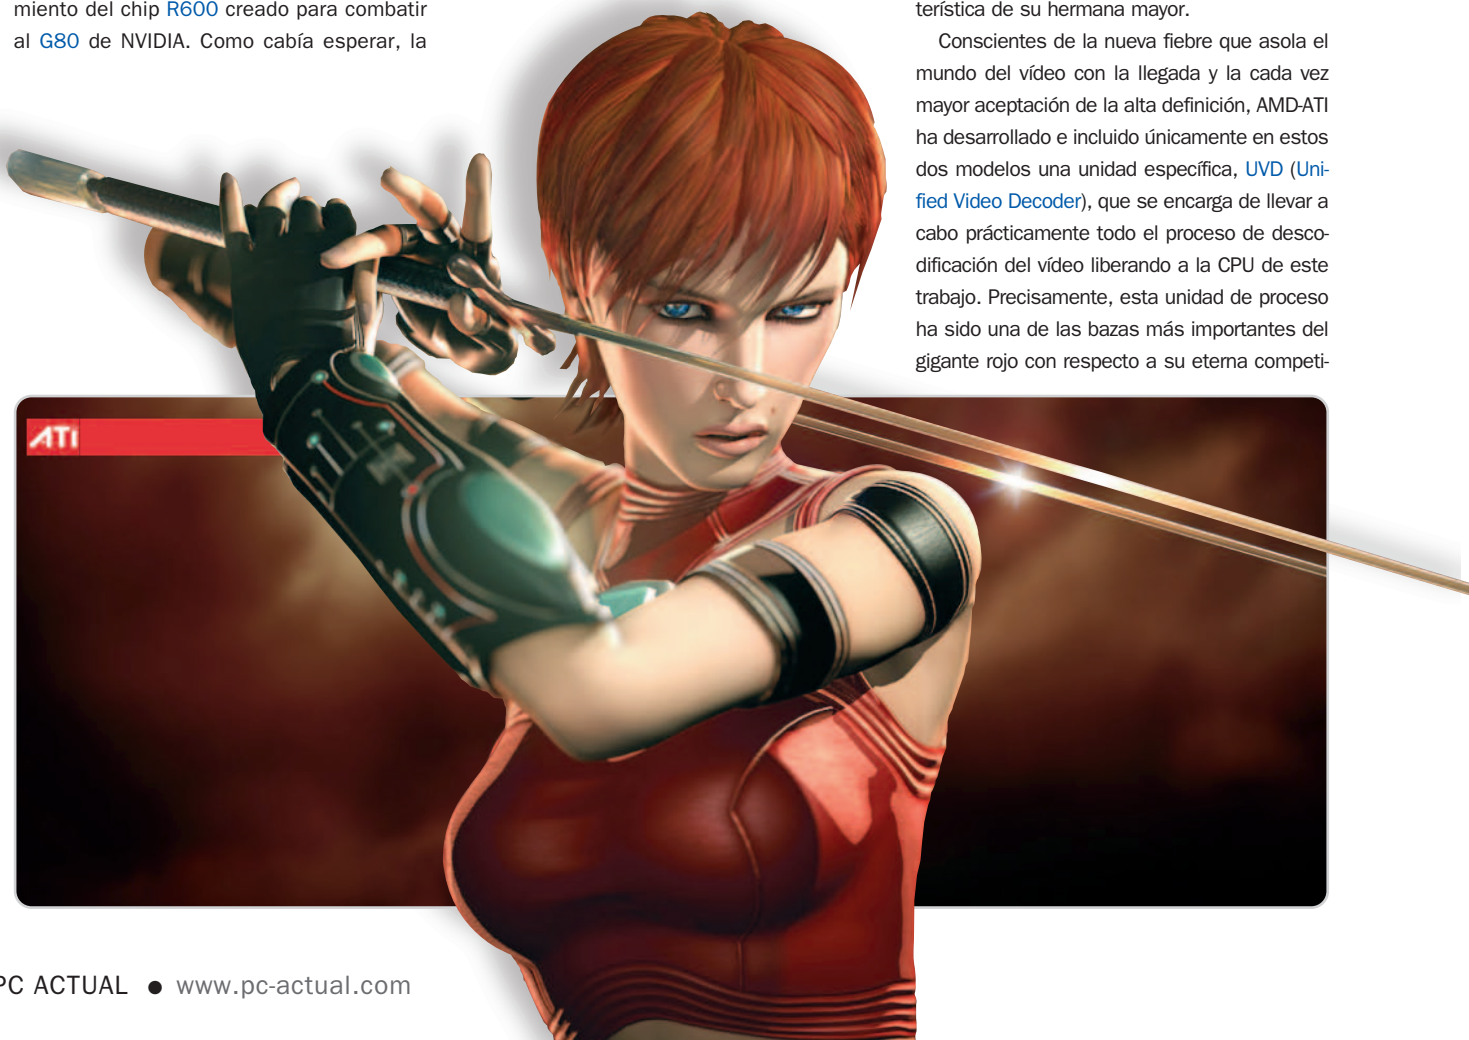 miento del chip R600 creado para combatir
al G80 de NVIDIA. Como cabía esperar, la
terística de su hermana mayor.
Conscientes de la nueva fiebre que asola el
mundo del vídeo con la llegada y la cada vez
mayor aceptación de la alta definición, AMD-ATI
ha desarrollado e incluido únicamente en estos
dos modelos una unidad específica, UVD (Uni-
fied Video Decoder), que se encarga de llevar a
cabo prácticamente todo el proceso de desco-
dificación del vídeo liberando a la CPU de este
trabajo. Precisamente, esta unidad de proceso
ha sido una de las bazas más importantes del
gigante rojo con respecto a su eterna competi-
ATI
PC ACTUAL ● www.pc-actual.com